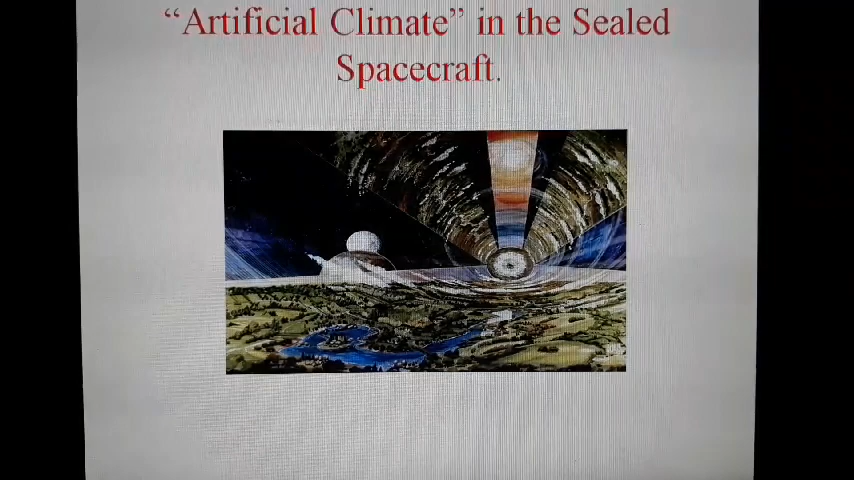 “Artificial Climate” in the Sealed
Spacecraft.